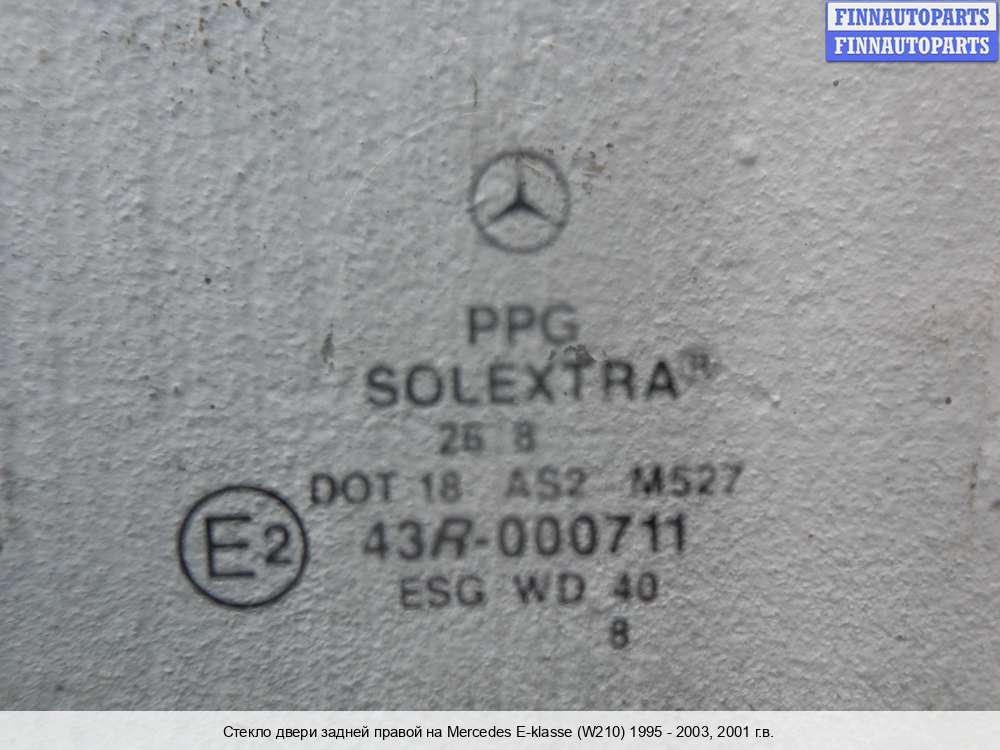 FINNAUTOPARTS
FINNAUTOPARTS
PPG
SOLEXTRA®
26 8
DOT 18 AS2 M527
E2 43R-000711
ESG WD 40
8
Стекло двери задней правой на Mercedes E-klasse (W210) 1995 - 2003, 2001 г.в.